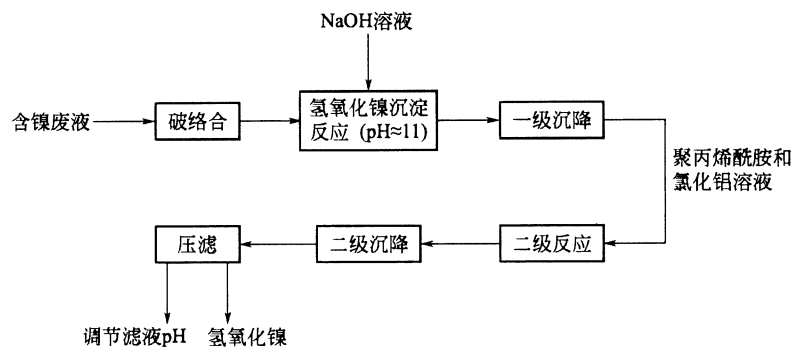 NaOH溶液
含镍废液
破络合
氢氧化镍沉淀
反应 (pH≈11)
一级沉降
聚丙烯酰胺和
氯化铝溶液
压滤
二级沉降
二级反应
调节滤液pH
氢氧化镍